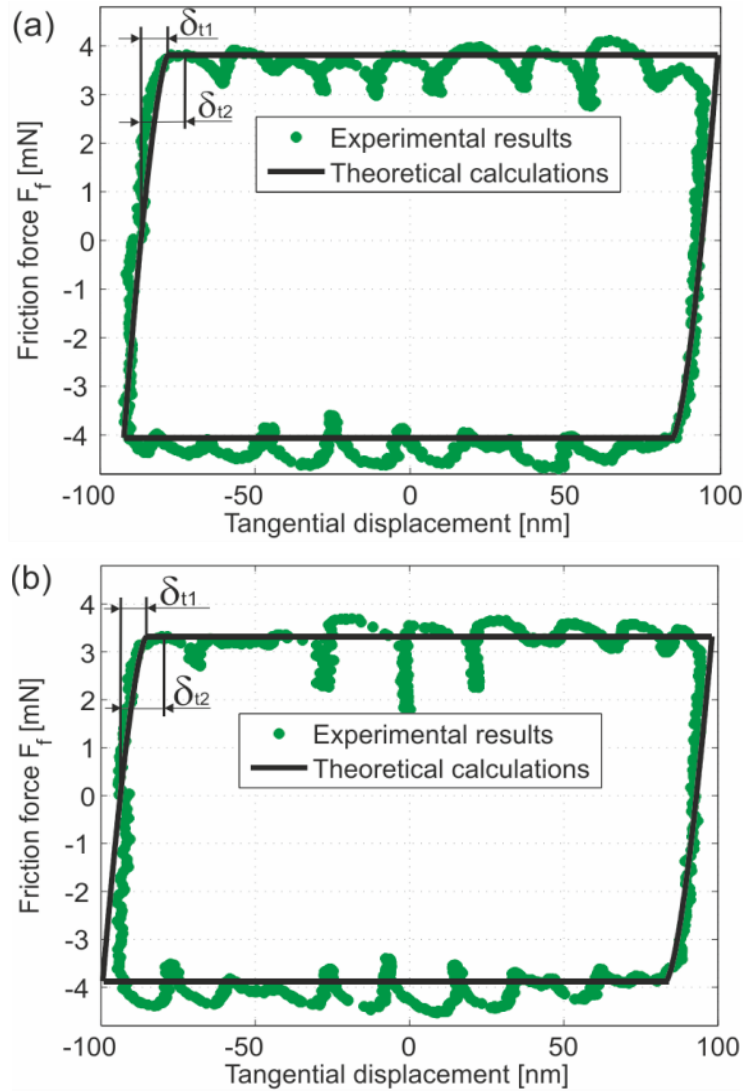 (a)
δt1
δt2
Experimental results
Theoretical calculations
Friction force Ff [mN]
4
3
2
1
0
-1
-2
-3
-4
-100 -50 0 50 100
Tangential displacement [nm]
(b)
δt1
δt2
Experimental results
Theoretical calculations
Friction force Ff [mN]
4
3
2
1
0
-1
-2
-3
-4
-100 -50 0 50 100
Tangential displacement [nm]